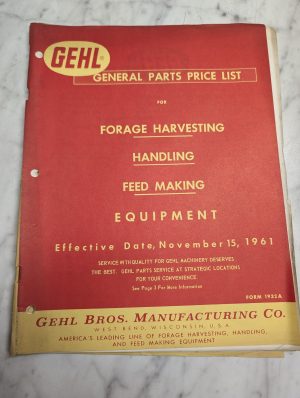 GEHL®
GENERAL PARTS PRICE LIST
FOR
FORAGE HARVESTING
HANDLING
FEED MAKING
EQUIPMENT
Effective Date, November 15, 1961
SERVICE WITH QUALITY FOR GEHL MACHINERY DESERVES
THE BEST. GEHL PARTS SERVICE AT STRATEGIC LOCATIONS
FOR YOUR CONVENIENCE.
See Page 3 For More Information
FORM 1932A
GEHL BROS. MANUFACTURING CO.
WEST BEND, WISCONSIN, U.S.A.
AMERICA'S LEADING LINE OF FORAGE HARVESTING, HANDLING,
AND FEED MAKING EQUIPMENT